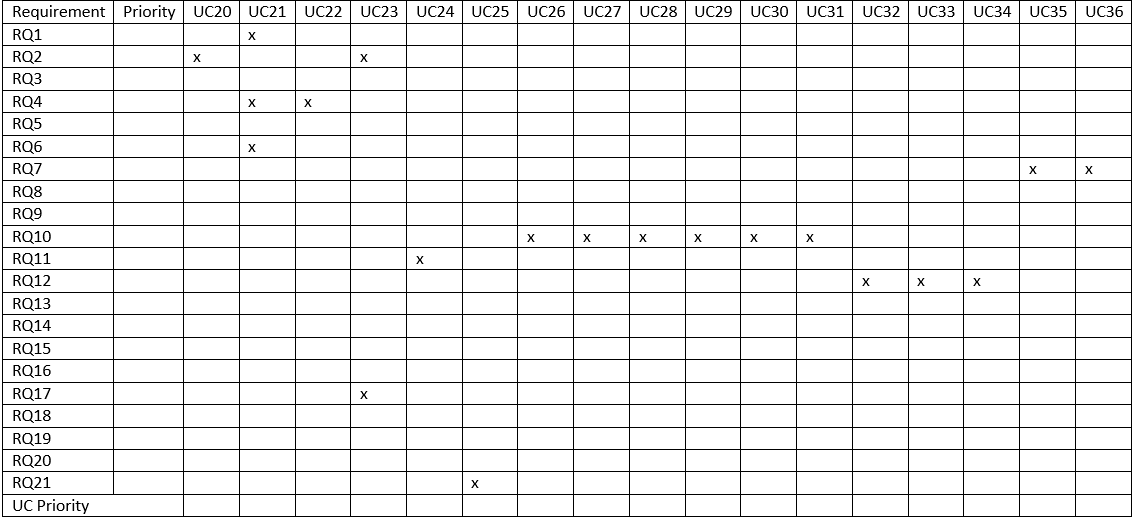 Requirement Priority UC20 UC21 UC22 UC23 UC24 UC25 UC26 UC27 UC28 UC29 UC30 UC31 UC32 UC33 UC34 UC35 UC36
RQ1 x
RQ2 x x
RQ3
RQ4 x x
RQ5
RQ6 x
RQ7 x x
RQ8
RQ9
RQ10 x x x x x x
RQ11 x
RQ12 x x x
RQ13
RQ14
RQ15
RQ16
RQ17 x
RQ18
RQ19
RQ20
RQ21 x
UC Priority